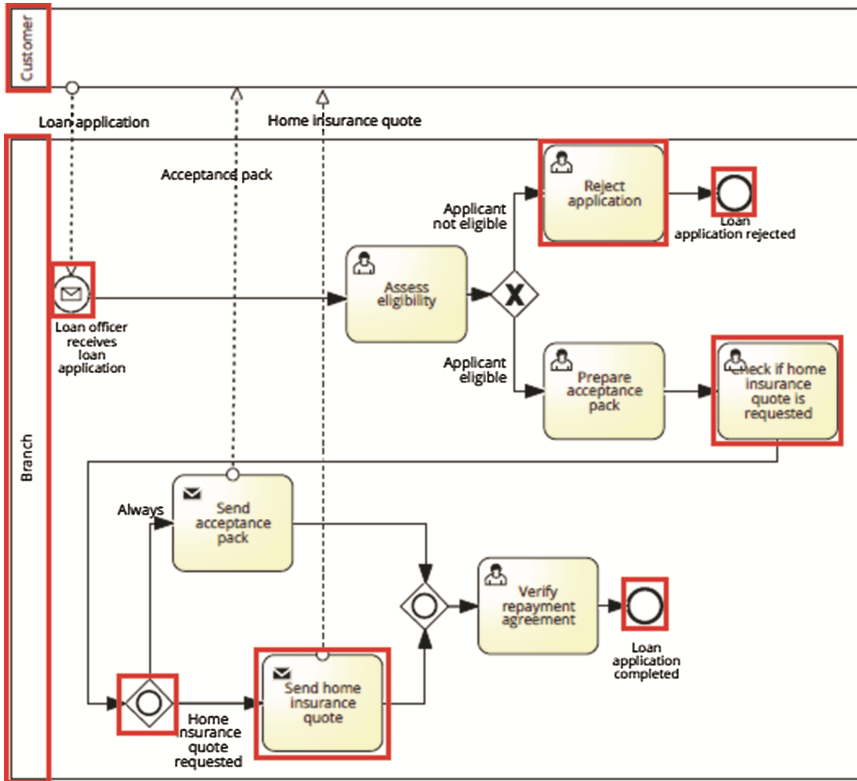 Customer
Loan application
Home insurance quote
Acceptance pack
Reject
application
Applicant
not eligible
Loan
application rejected
Assess
eligibility
X
Loan officer
receives
loan
application
Applicant
eligible
Prepare
acceptance
pack
Check if home
insurance
quote is
requested
Branch
Always
Send
acceptance
pack
Verify
repayment
agreement
Loan
application
completed
Send home
insurance
quote
Home
insurance
quote
requested